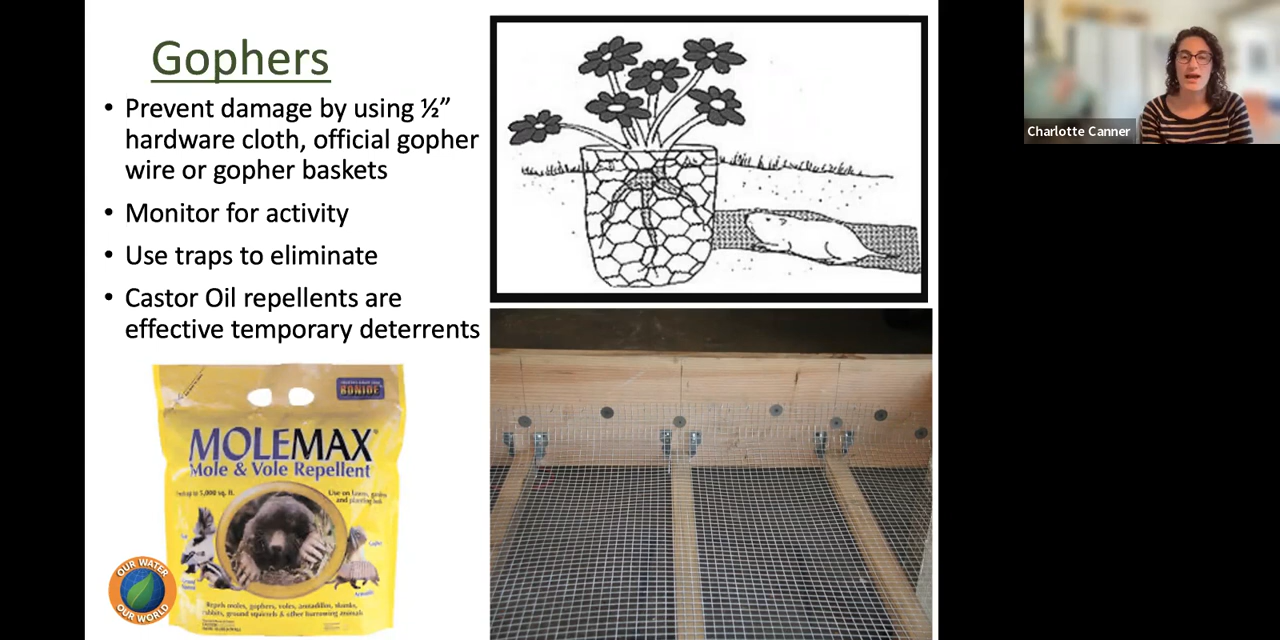 Gophers
• Prevent damage by using ½”
hardware cloth, official gopher
wire or gopher baskets
• Monitor for activity
• Use traps to eliminate
• Castor Oil repellents are
effective temporary deterrents
BONIDE
MOLEMAX®
Mole & Vole Repellent
Use on lawns, gardens
and planting beds
Repels moles, gophers, voles, armadillos, skunks,
rabbits, ground squirrels & other burrowing animals
OUR WATER
OUR WORLD
Charlotte Canner